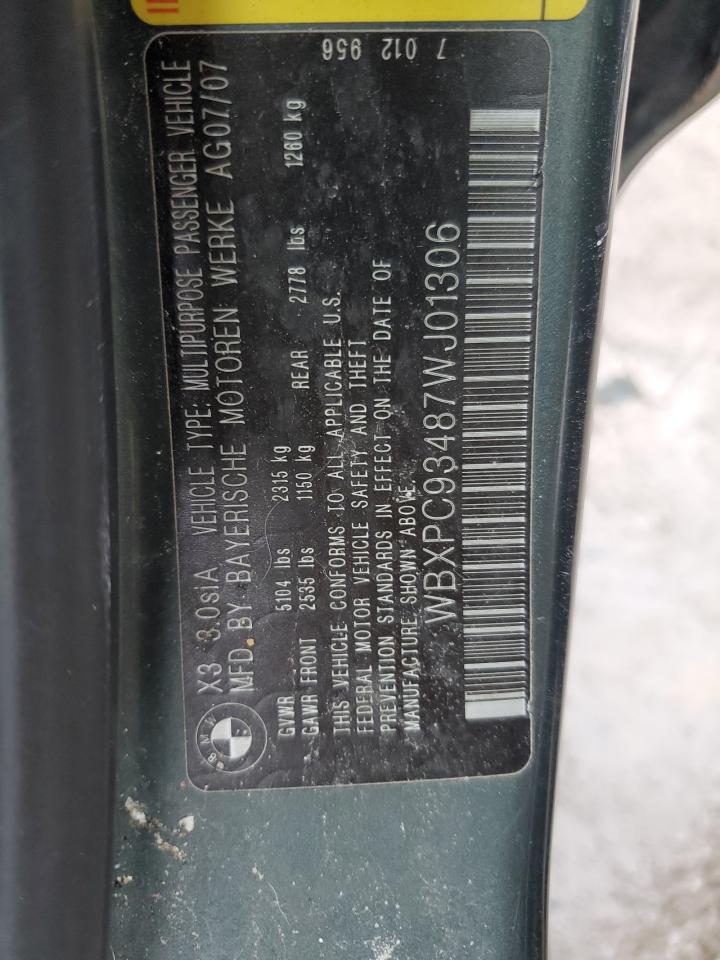 BMW
X3 3.0siA VEHICLE TYPE: MULTIPURPOSE PASSENGER VEHICLE
MFD.BY BAYERISCHE MOTOREN WERKE AG07/07
GVWR 5104 lbs 2315 kg
GAWR FRONT 2535 lbs 1150 kg REAR 2778 lbs 1260 kg
THIS VEHICLE CONFORMS TO ALL APPLICABLE U.S.
FEDERAL MOTOR VEHICLE SAFETY AND THEFT
PREVENTION STANDARDS IN EFFECT ON THE DATE OF
MANUFACTURE SHOWN ABOVE.
WBXPC93487WJ01306
7 012 956